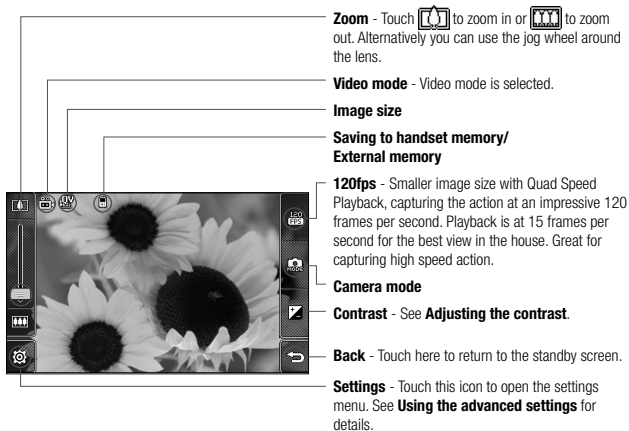 Zoom - Touch to zoom in or to zoom
out. Alternatively you can use the jog wheel around
the lens.
Video mode - Video mode is selected.
Image size
Saving to handset memory/
External memory
120fps - Smaller image size with Quad Speed
Playback, capturing the action at an impressive 120
frames per second. Playback is at 15 frames per
second for the best view in the house. Great for
capturing high speed action.
Camera mode
Contrast - See Adjusting the contrast.
Back - Touch here to return to the standby screen.
Settings - Touch this icon to open the settings
menu. See Using the advanced settings for
details.
120
FPS
MODE